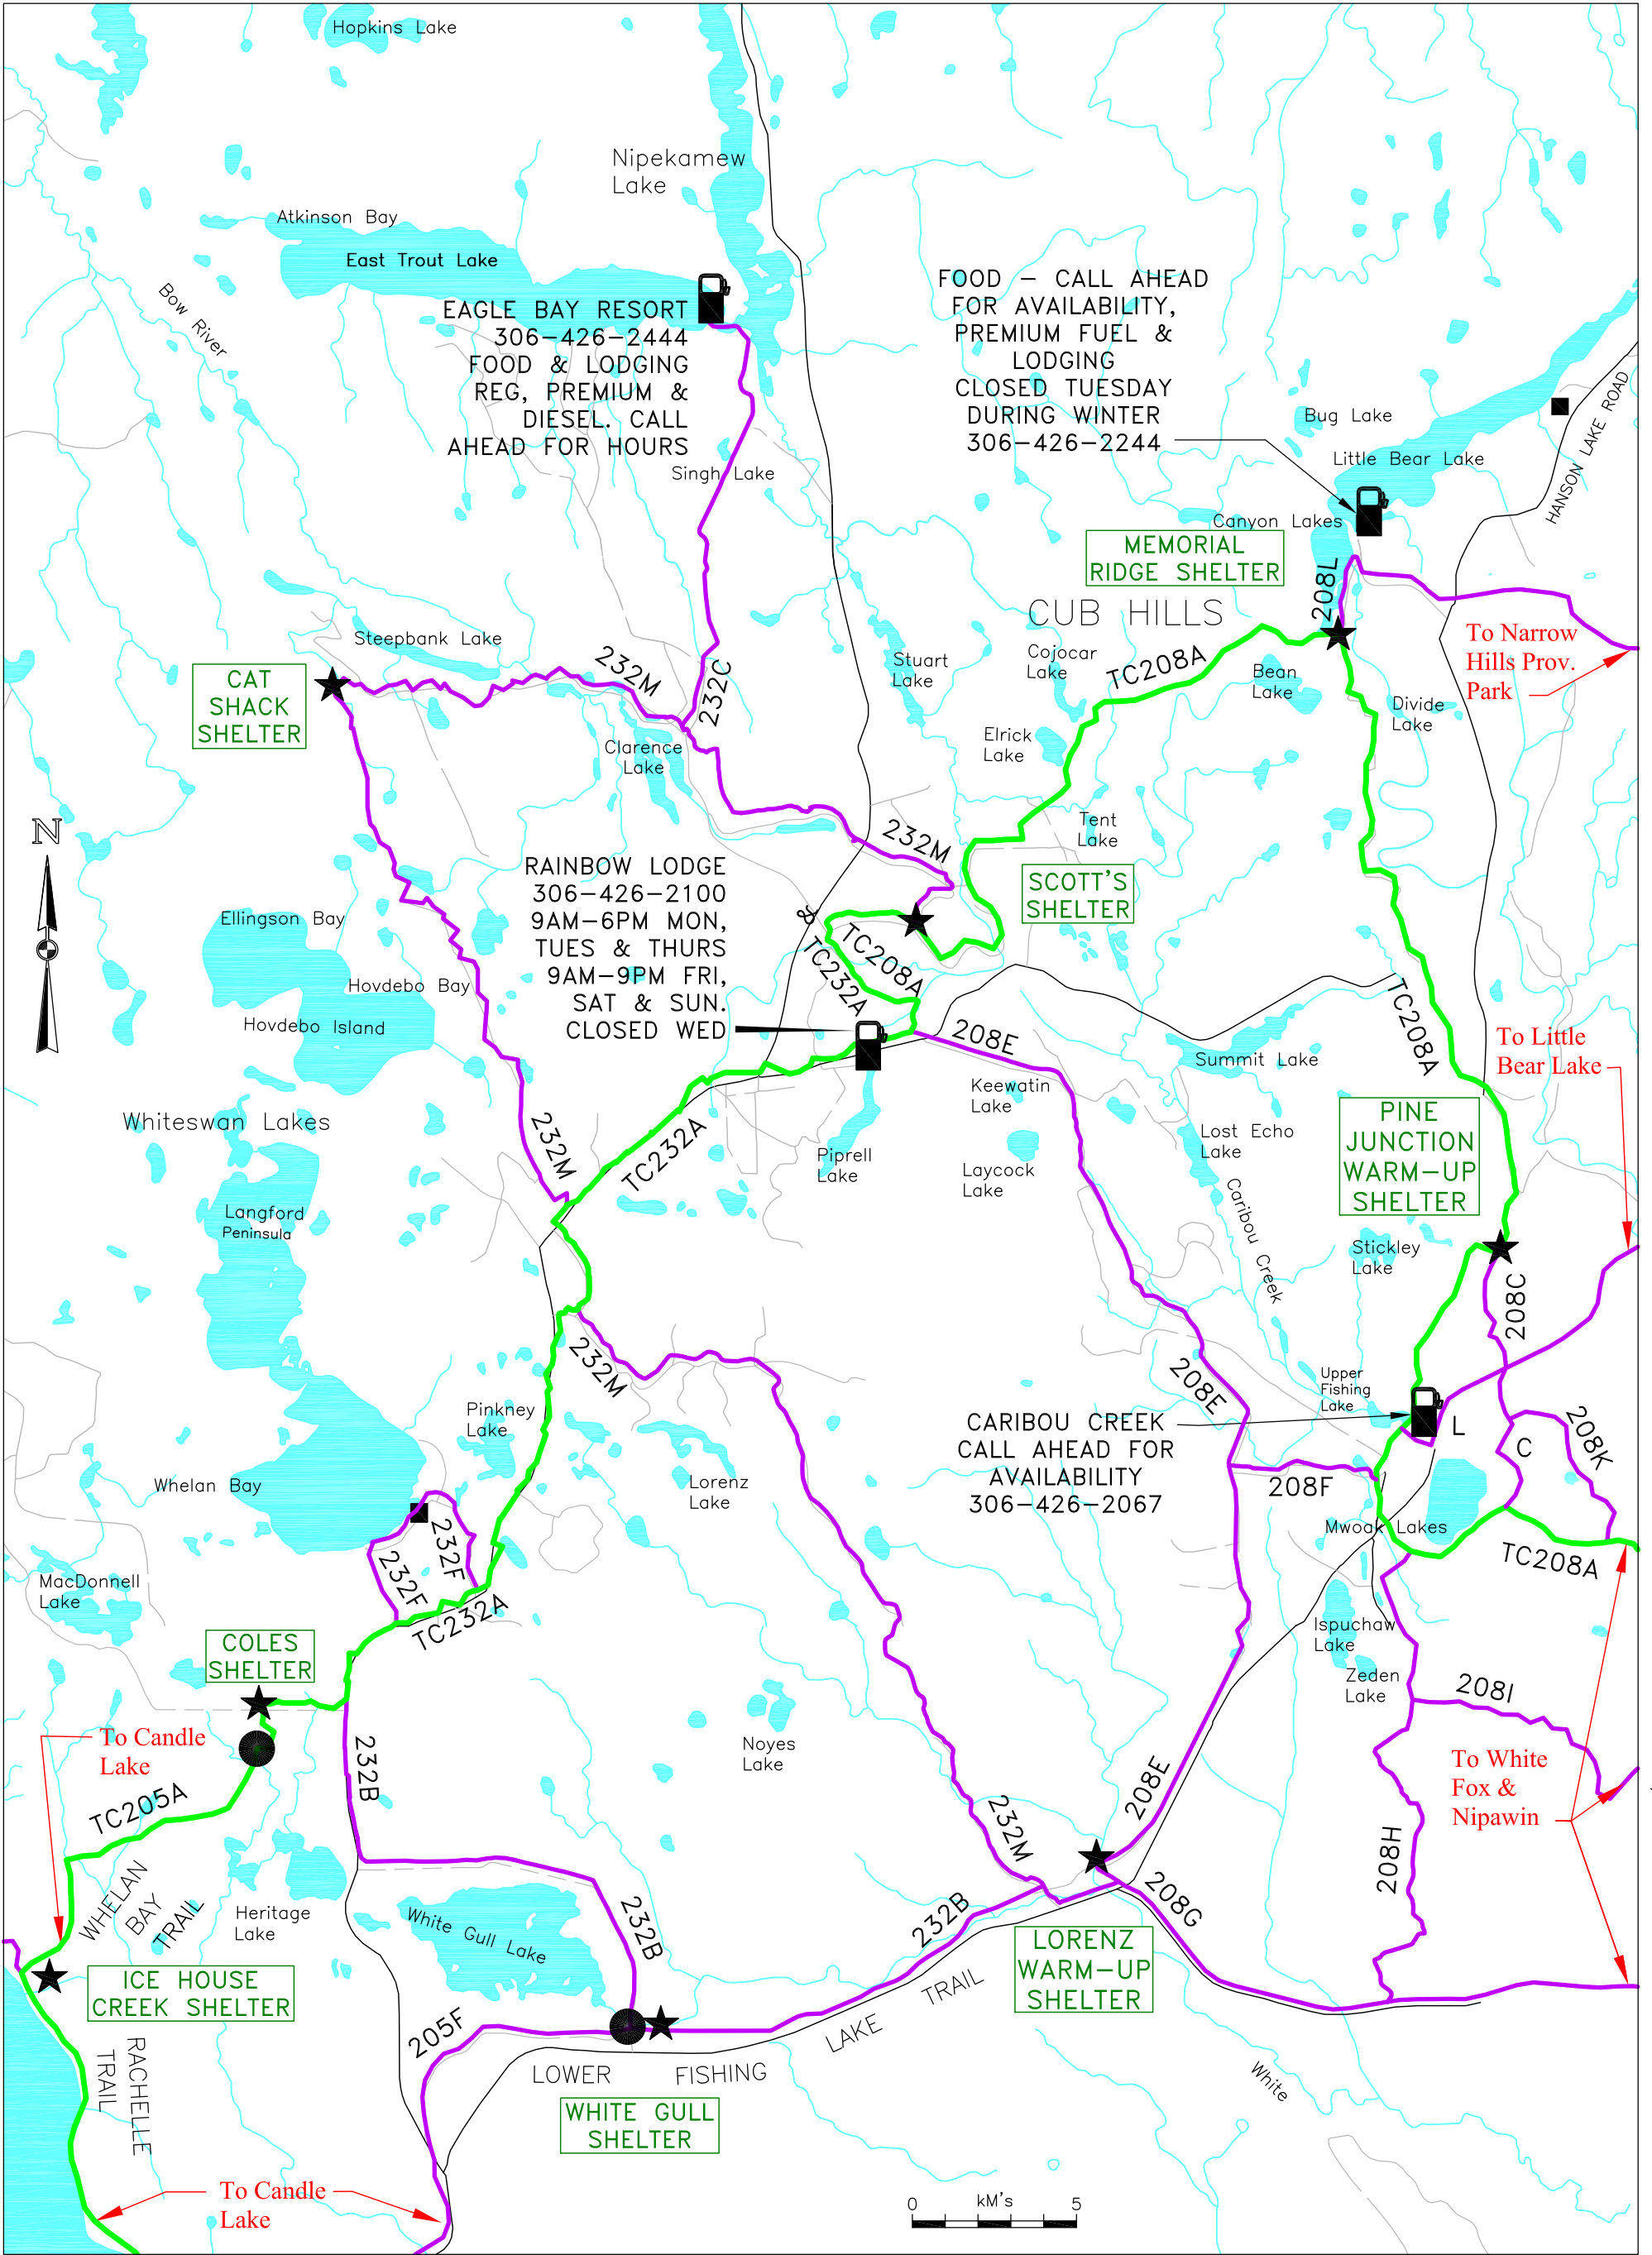 Hopkins Lake
Nipekamew
Lake
Atkinson Bay
East Trout Lake
Bow River
EAGLE BAY RESORT
306-426-2444
FOOD & LODGING
REG, PREMIUM &
DIESEL. CALL
AHEAD FOR HOURS
FOOD - CALL AHEAD
FOR AVAILABILITY,
PREMIUM FUEL &
LODGING
CLOSED TUESDAY
DURING WINTER
306-426-2244
Bug Lake
HANSON LAKE ROAD
Little Bear Lake
Singh Lake
Canyon Lakes
MEMORIAL
RIDGE SHELTER
208L
CUB HILLS
To Narrow
Hills Prov.
Park
Steepbank Lake
CAT
SHACK
SHELTER
232M
232C
Stuart
Lake
Cojocar
Lake
TC208A
Bean
Lake
Divide
Lake
Elrick
Lake
Clarence
Lake
N
Tent
Lake
232M
RAINBOW LODGE
306-426-2100
9AM-6PM MON,
TUES & THURS
9AM-9PM FRI,
SAT & SUN.
CLOSED WED
SCOTT'S
SHELTER
&
TC208A
TC232A
Ellingson Bay
Hovdebo Bay
Hovdebo Island
TC208A
208E
Summit Lake
To Little
Bear Lake
Keewatin
Lake
Whiteswan Lakes
232M
TC232A
Piprell
Lake
Laycock
Lake
Lost Echo
Lake
PINE
JUNCTION
WARM-UP
SHELTER
Caribou Creek
Langford
Peninsula
Stickley
Lake
208C
232M
208E
Upper
Fishing
Lake
Pinkney
Lake
CARIBOU CREEK
CALL AHEAD FOR
AVAILABILITY
306-426-2067
L
C
208K
Whelan Bay
Lorenz
Lake
208F
Mwoak Lakes
232F
232F
TC208A
MacDonnell
Lake
TC232A
COLES
SHELTER
Ispuchaw
Lake
Zeden
Lake
208I
To Candle
Lake
Noyes
Lake
232B
To White
Fox &
Nipawin
TC205A
208E
232M
208H
WHELAN
BAY
TRAIL
Heritage
Lake
White Gull Lake
232B
232B
208G
LORENZ
WARM-UP
SHELTER
ICE HOUSE
CREEK SHELTER
205F
LOWER FISHING LAKE TRAIL
RACHELLE
TRAIL
WHITE GULL
SHELTER
White
To Candle
Lake
0 kM's 5